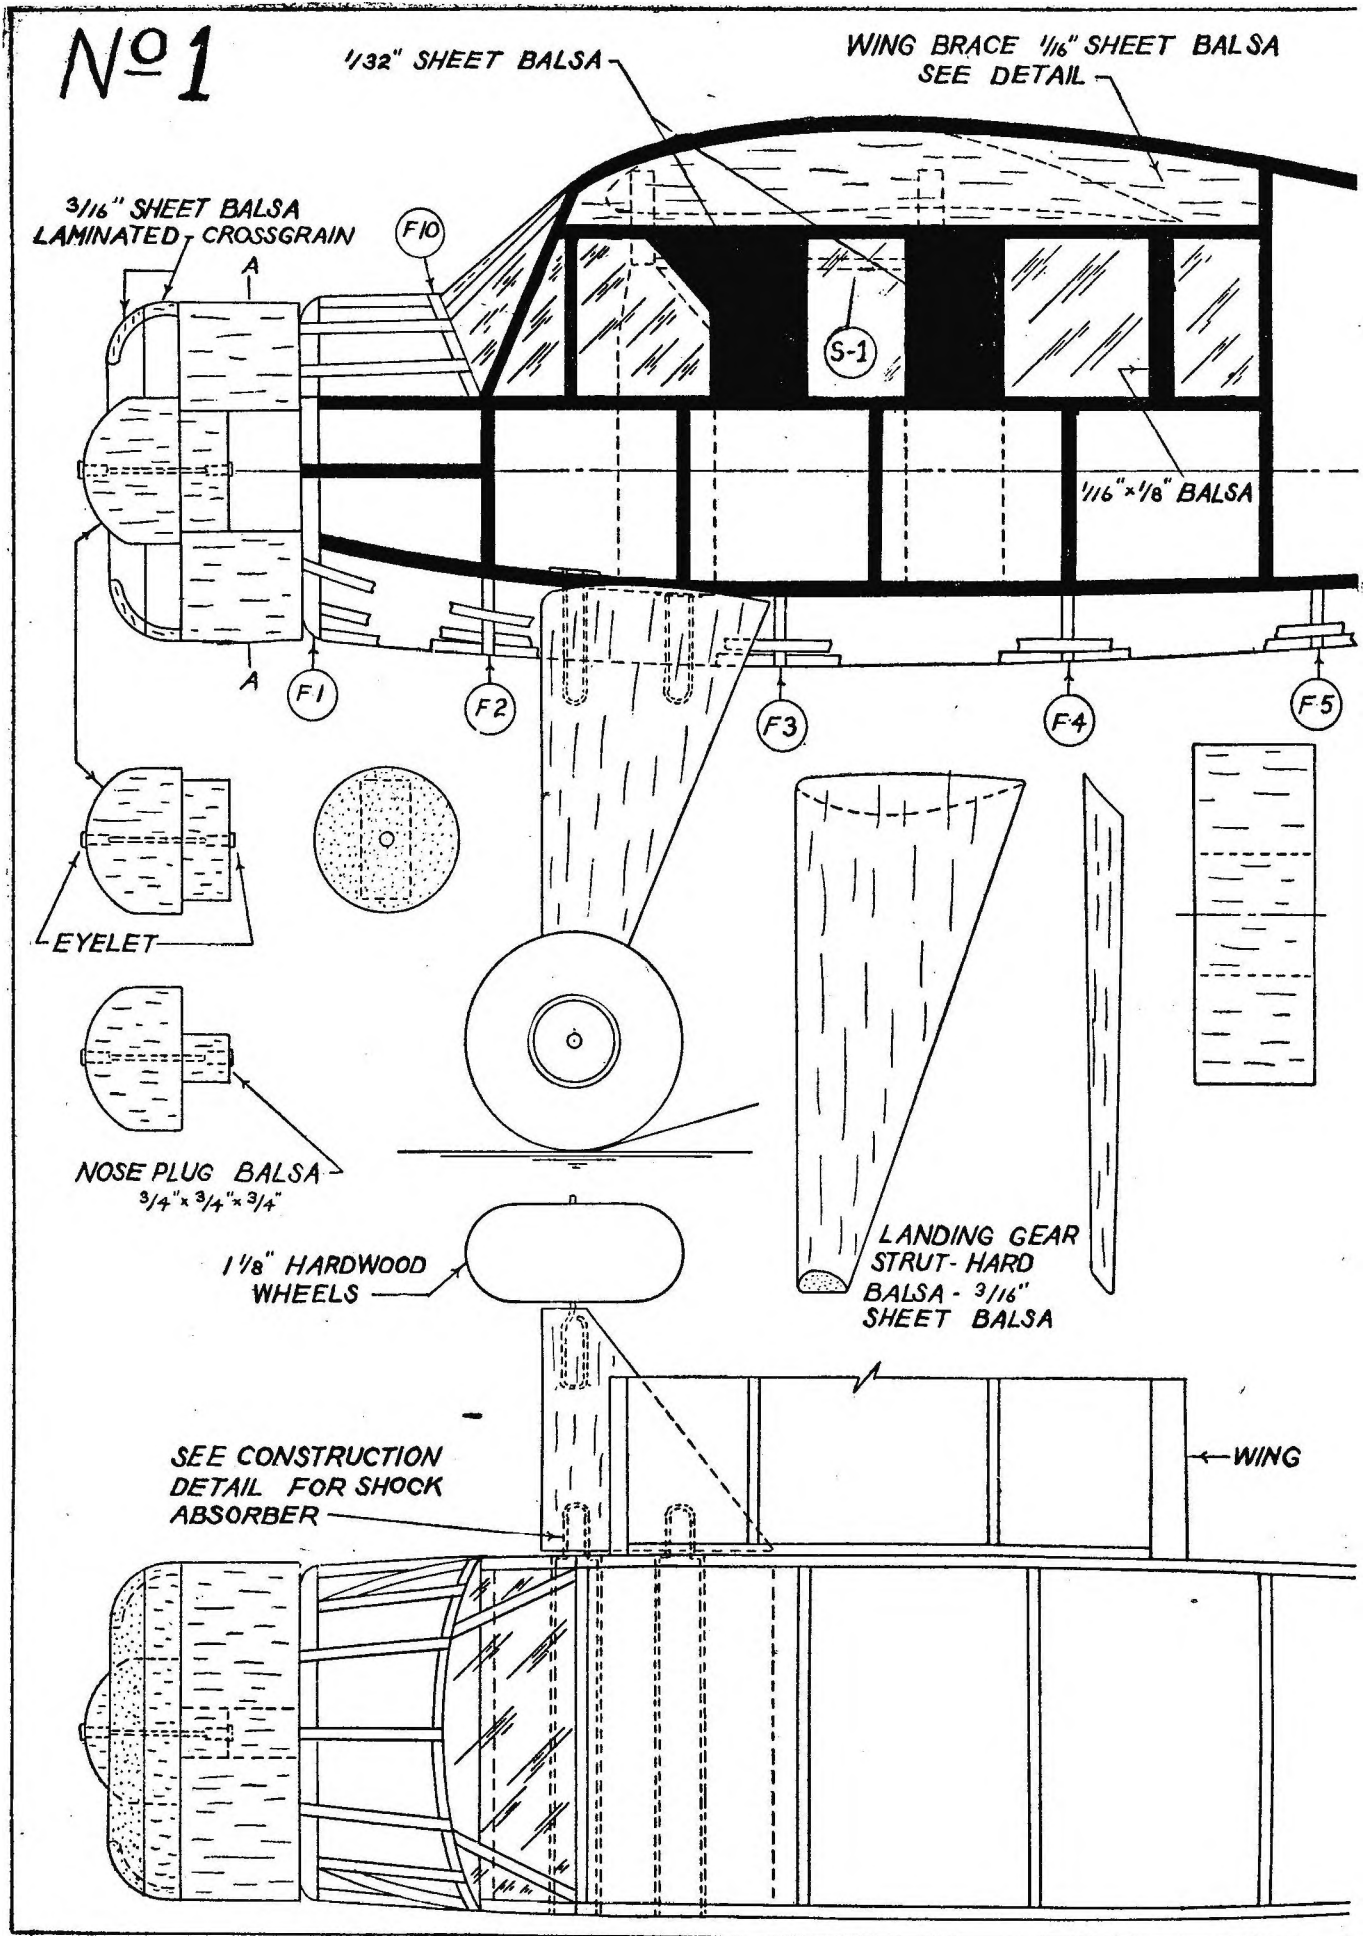 Nº 1
1/32" SHEET BALSA
WING BRACE 1/16" SHEET BALSA
SEE DETAIL
3/16" SHEET BALSA
LAMINATED - CROSSGRAIN
F10
A
S-1
1/16" x 1/8" BALSA
A
F1
F2
F3
F4
F5
EYELET
NOSE PLUG BALSA
3/4" x 3/4" x 3/4"
1 1/8" HARDWOOD
WHEELS
LANDING GEAR
STRUT - HARD
BALSA - 3/16"
SHEET BALSA
SEE CONSTRUCTION
DETAIL FOR SHOCK
ABSORBER
WING